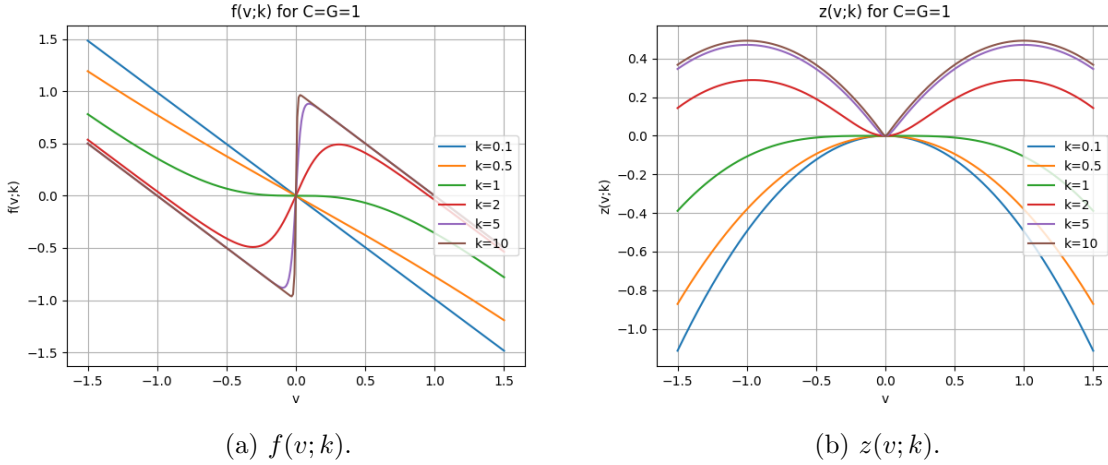 f(v;k) for C=G=1
1.5
1.0
0.5
0.0
−0.5
−1.0
−1.5
f(v;k)
−1.5 −1.0 −0.5 0.0 0.5 1.0 1.5
v
k=0.1
k=0.5
k=1
k=2
k=5
k=10
(a) f(v; k).
z(v;k) for C=G=1
0.4
0.2
0.0
−0.2
−0.4
−0.6
−0.8
−1.0
z(v;k)
−1.5 −1.0 −0.5 0.0 0.5 1.0 1.5
v
k=0.1
k=0.5
k=1
k=2
k=5
k=10
(b) z(v; k).